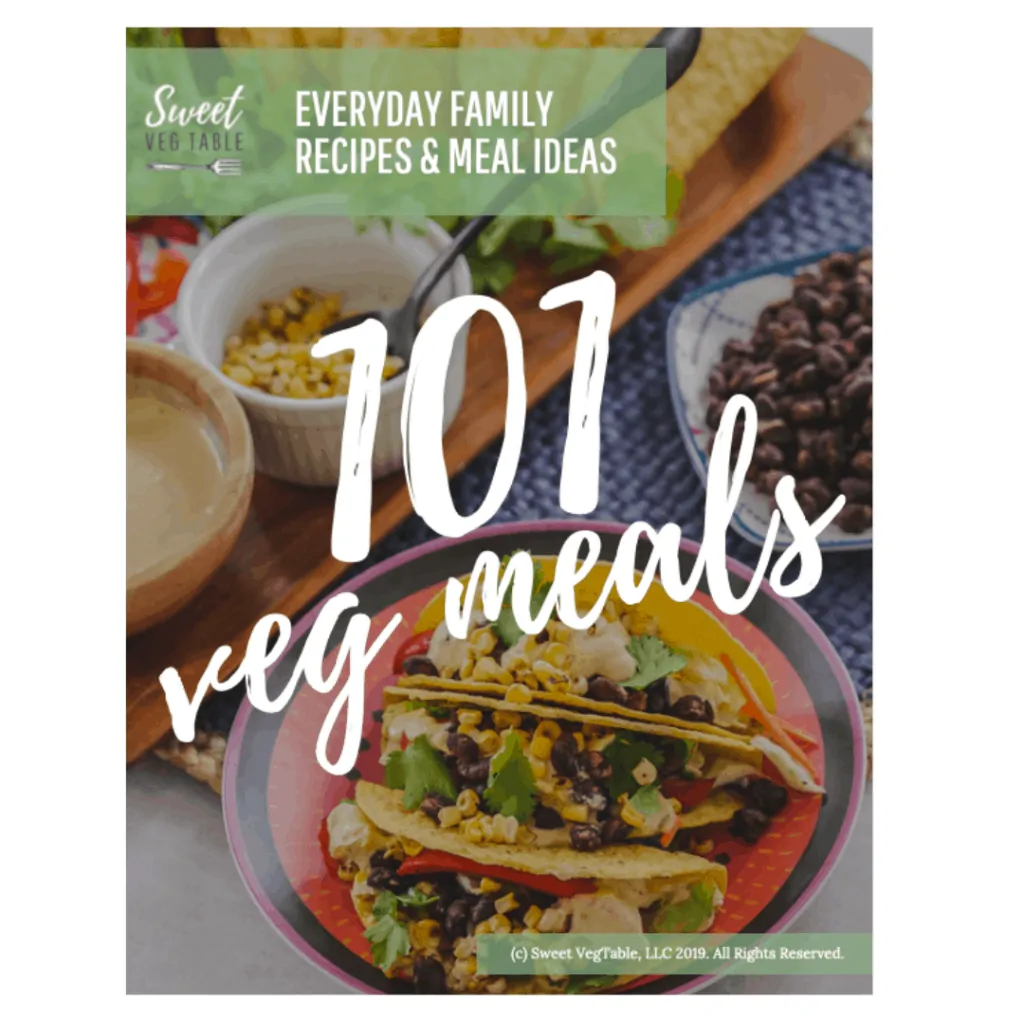 Sweet
VEG TABLE
EVERYDAY FAMILY
RECIPES & MEAL IDEAS
101
veg meals
(c) Sweet VegTable, LLC 2019. All Rights Reserved.